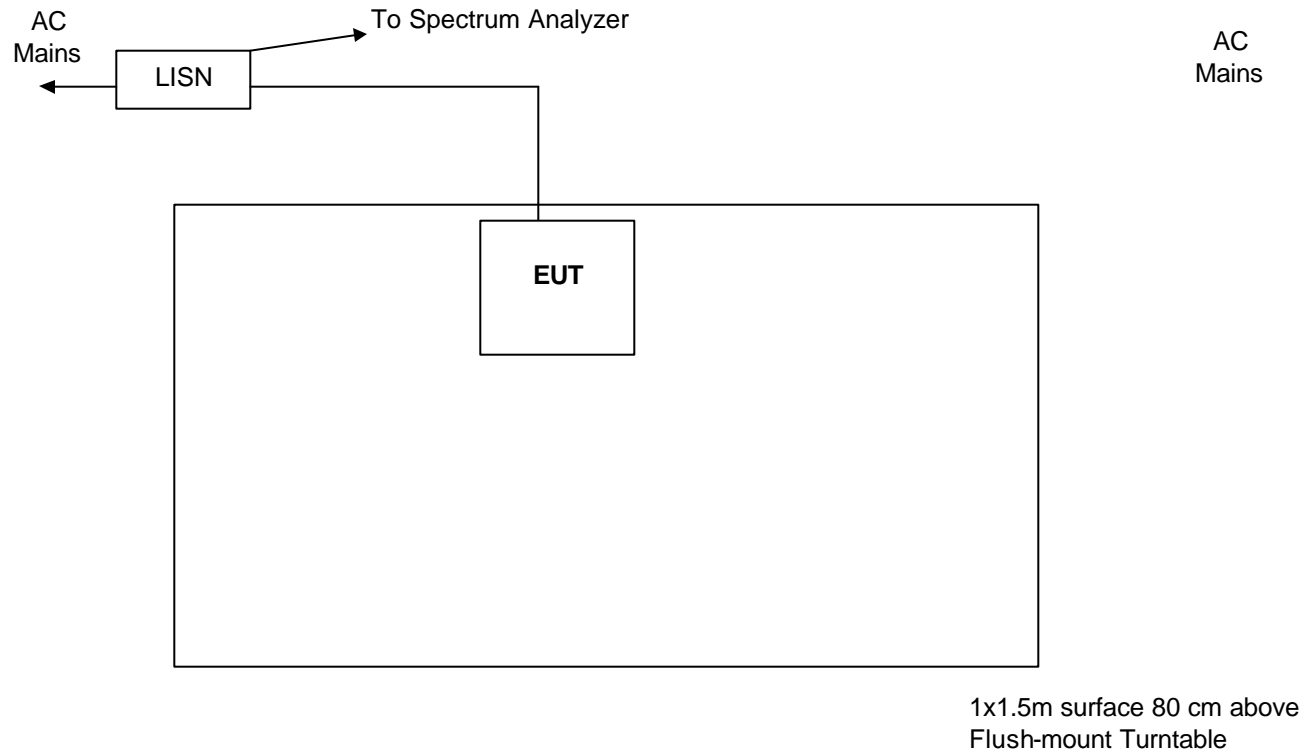 AC
Mains
To Spectrum Analyzer
LISN
AC
Mains
EUT
1x1.5m surface 80 cm above
Flush-mount Turntable